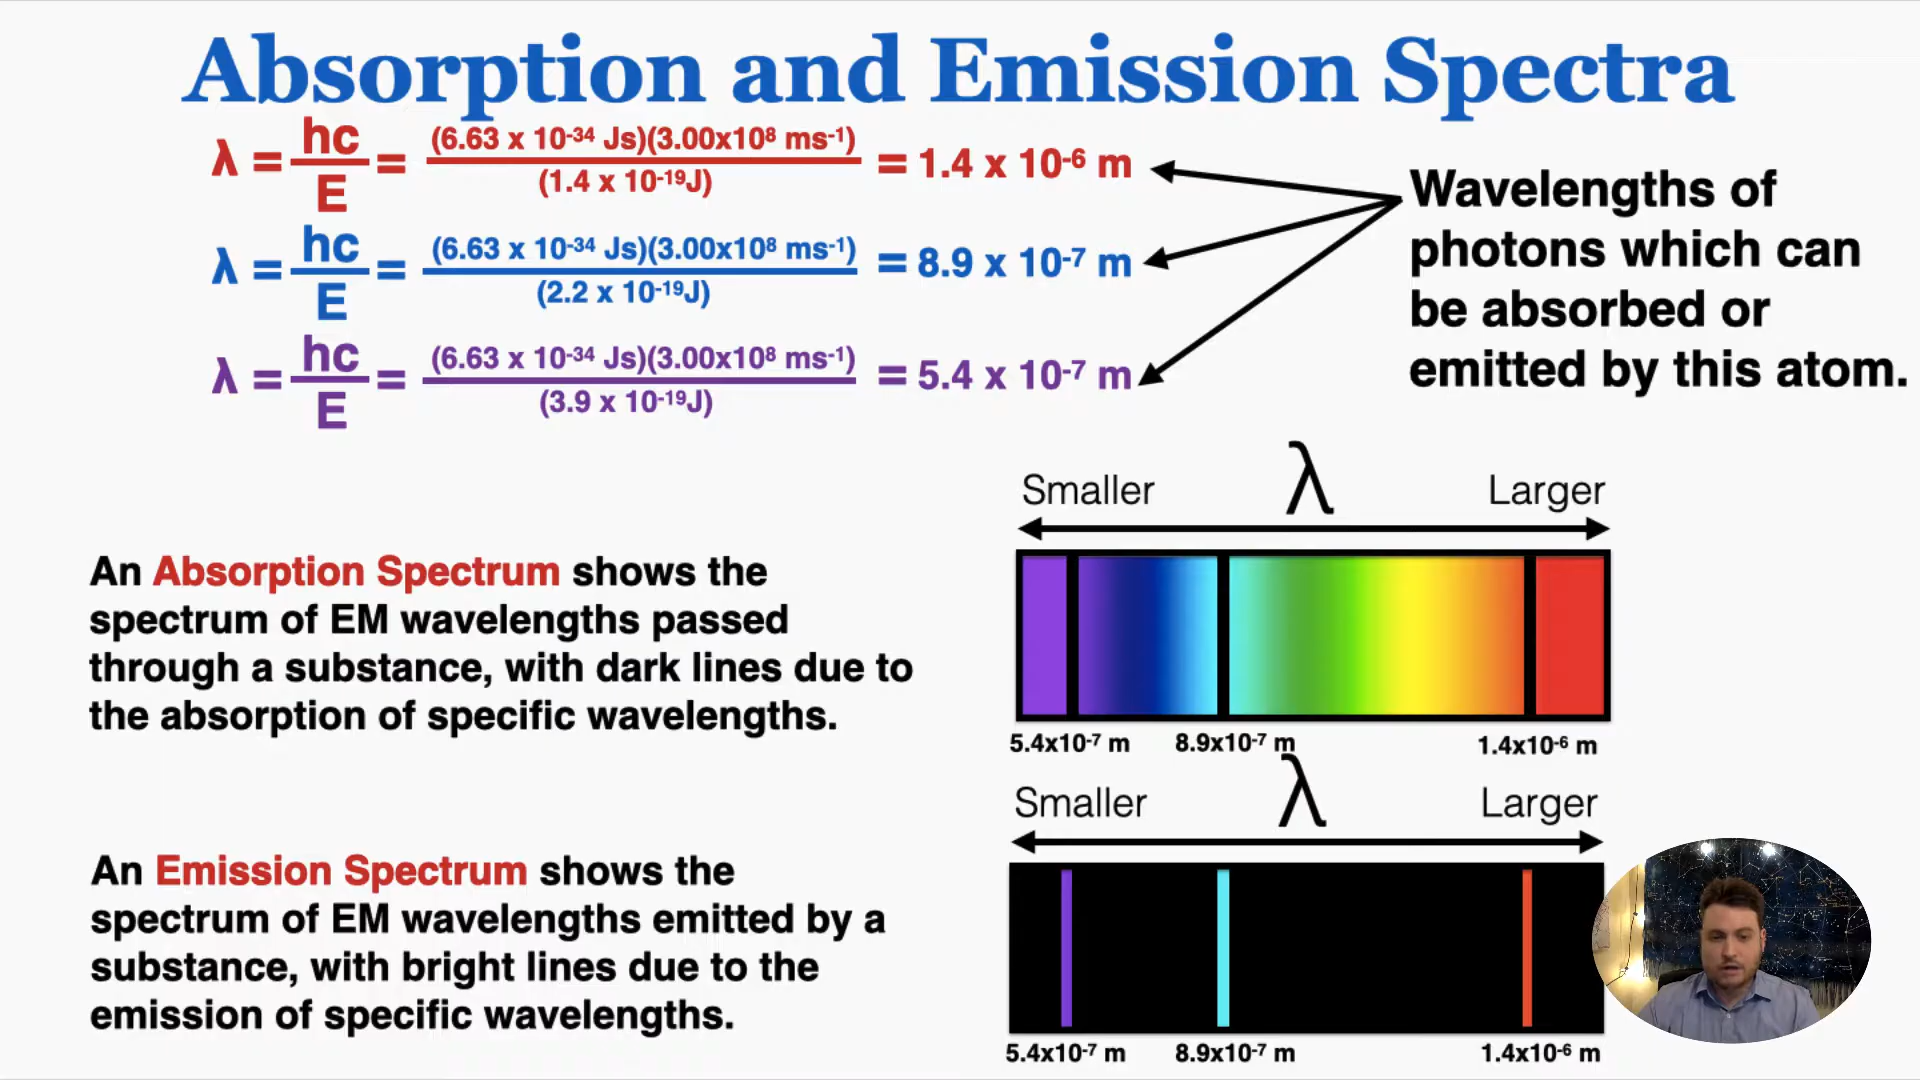 Absorption and Emission Spectra
λ = hc/E = (6.63 x 10⁻³⁴ Js)(3.00x10⁸ ms⁻¹)/(1.4 x 10⁻¹⁹J) = 1.4 x 10⁻⁶ m
λ = hc/E = (6.63 x 10⁻³⁴ Js)(3.00x10⁸ ms⁻¹)/(2.2 x 10⁻¹⁹J) = 8.9 x 10⁻⁷ m
λ = hc/E = (6.63 x 10⁻³⁴ Js)(3.00x10⁸ ms⁻¹)/(3.9 x 10⁻¹⁹J) = 5.4 x 10⁻⁷ m
Wavelengths of
photons which can
be absorbed or
emitted by this atom.
An Absorption Spectrum shows the
spectrum of EM wavelengths passed
through a substance, with dark lines due to
the absorption of specific wavelengths.
Smaller λ Larger
5.4x10⁻⁷ m 8.9x10⁻⁷ m 1.4x10⁻⁶ m
An Emission Spectrum shows the
spectrum of EM wavelengths emitted by a
substance, with bright lines due to the
emission of specific wavelengths.
Smaller λ Larger
5.4x10⁻⁷ m 8.9x10⁻⁷ m 1.4x10⁻⁶ m